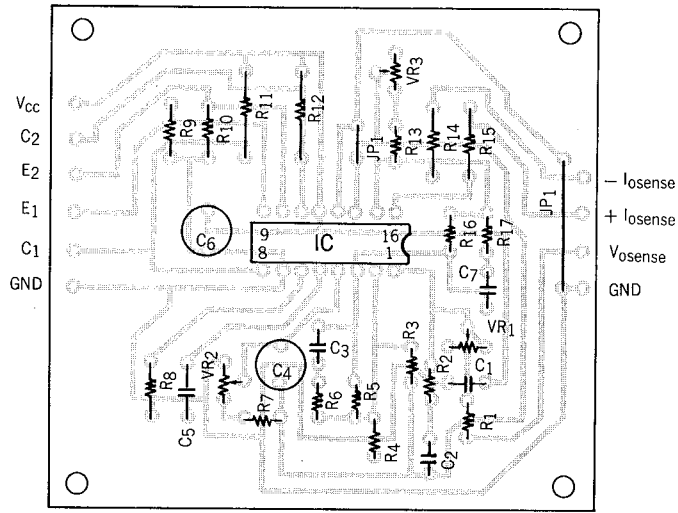 VR3
R11
R12
Vcc
C2
R9
R10
JP1
R13
R14
R15
E2
− Iosense
E1
JP1
+ Iosense
C6
9
IC
16
R16
R17
8
1
C1
Vosense
C7
GND
GND
VR1
R3
C3
R2
VR2
C4
C1
R8
R6
R5
R7
R1
C5
R4
C2